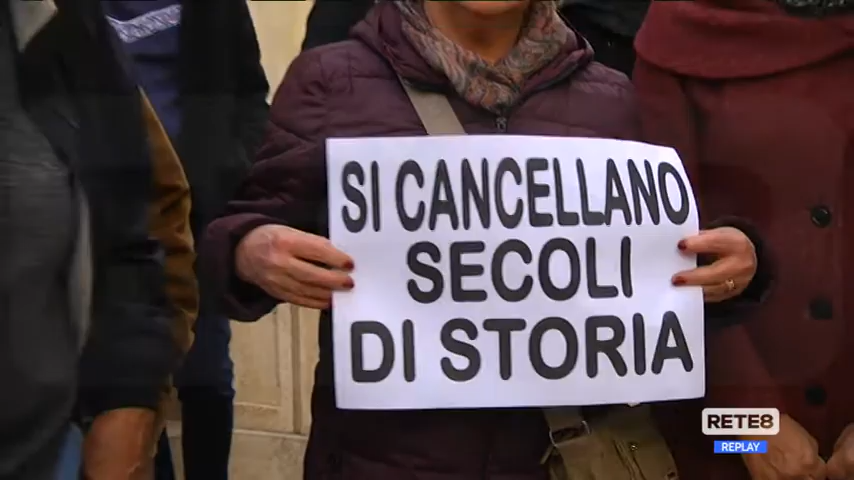 SI CANCELLANO
SECOLI
DI STORIA
RETE8
REPLAY